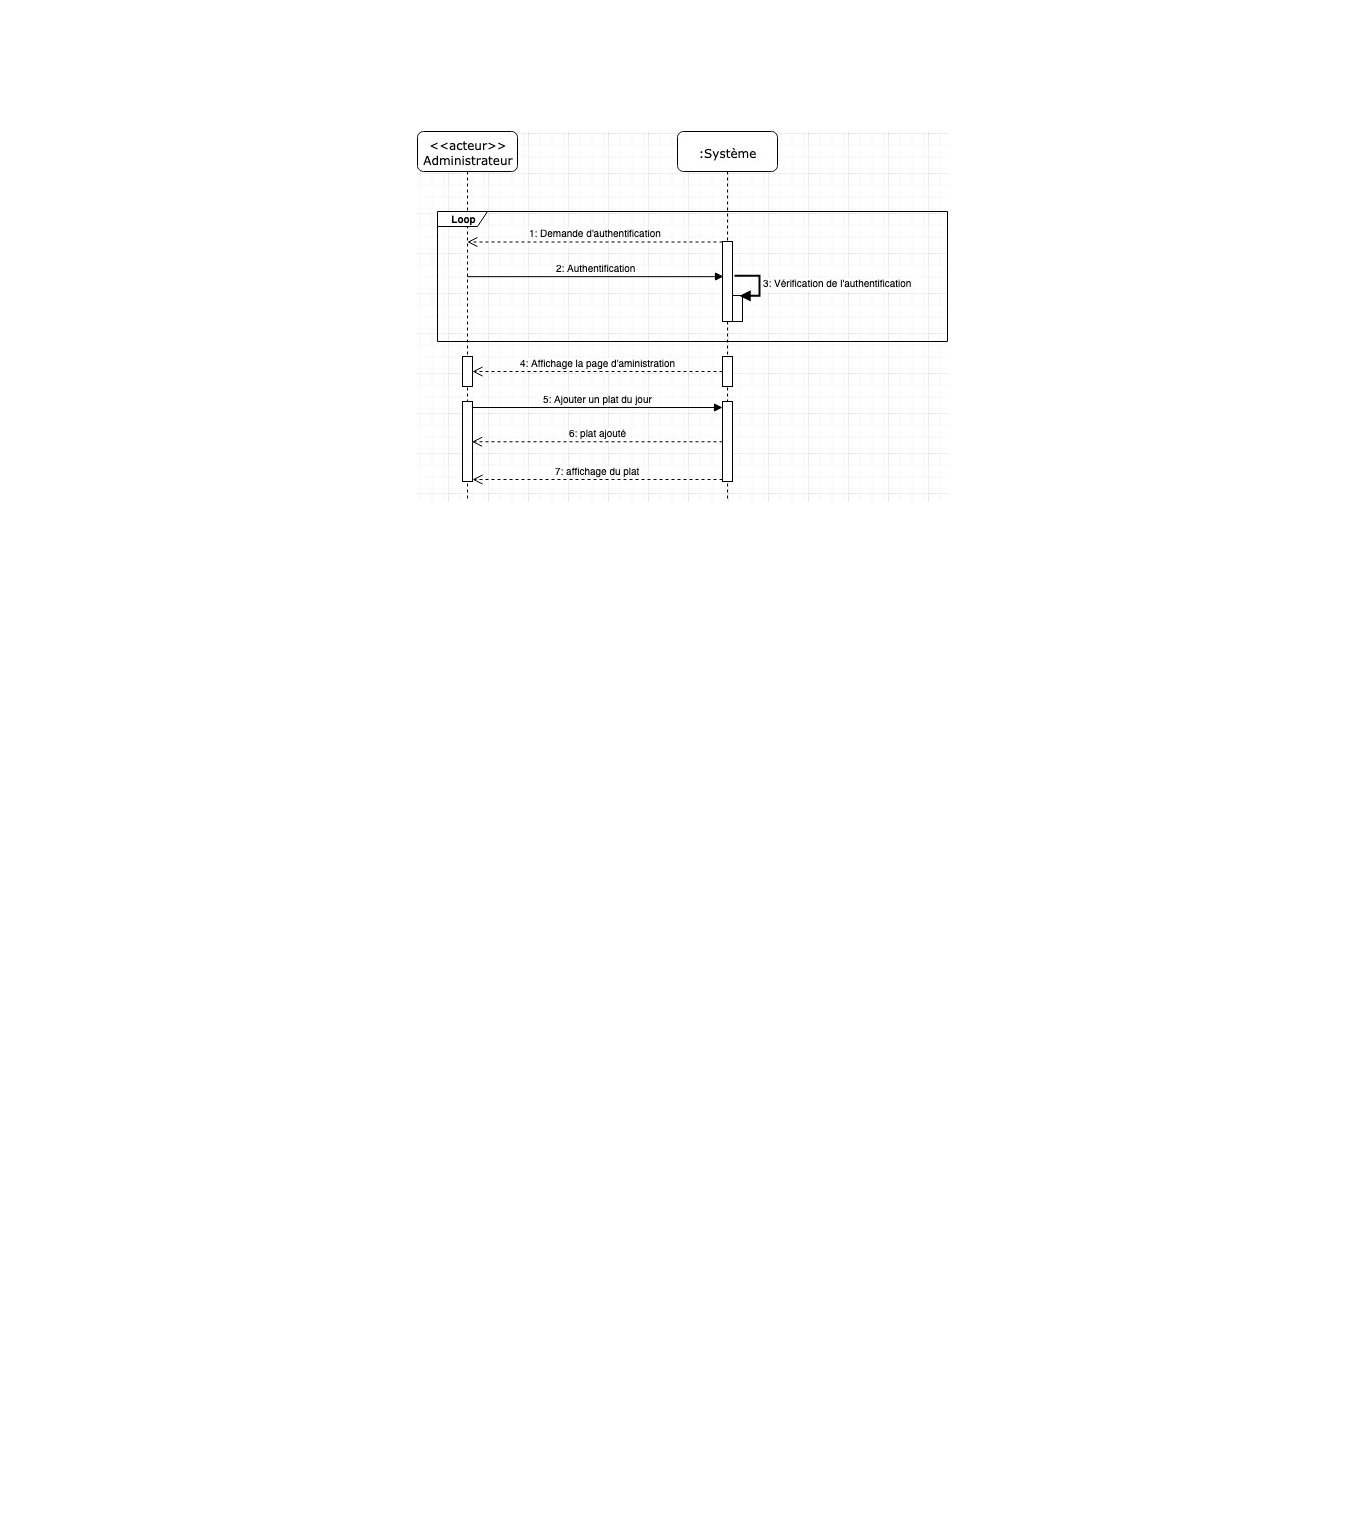 <<acteur>>
Administrateur
:Système
Loop
1: Demande d'authentification
2: Authentification
3: Vérification de l'authentification
4: Affichage la page d'aministration
5: Ajouter un plat du jour
6: plat ajouté
7: affichage du plat